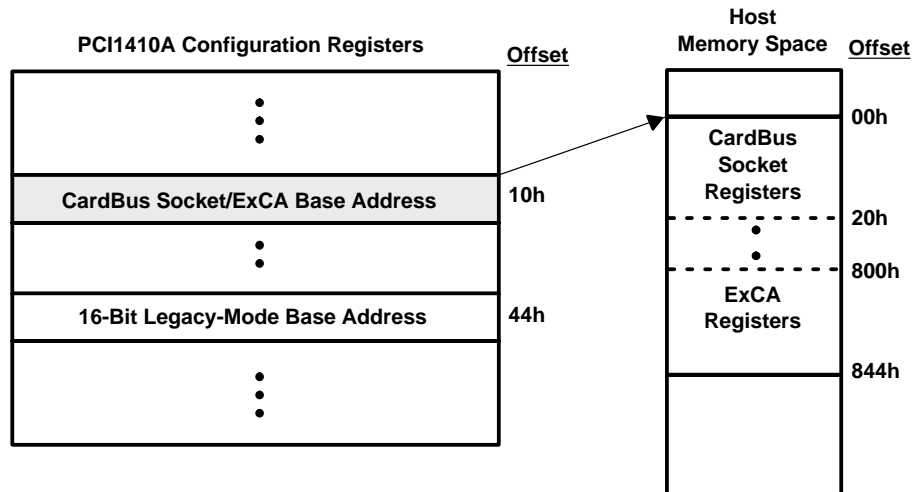 PCI1410A Configuration Registers
Offset
CardBus Socket/ExCA Base Address
10h
16-Bit Legacy-Mode Base Address
44h
Host
Memory Space
Offset
00h
CardBus
Socket
Registers
20h
800h
ExCA
Registers
844h